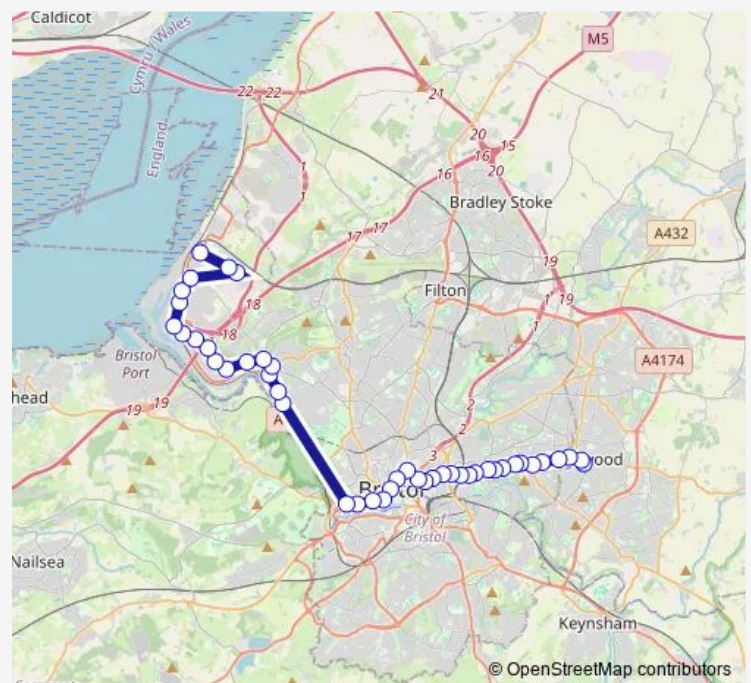 Caldicot
Cymru / Wales
England
M5
22
22
21
20
15
16
20
16
1
Bradley Stoke
A432
17
17
19
18
Filton
1
19
18
1
Bristol
Port
A4174
head
19
19
2
2
A
3
ood
City of
Bristol
Nailsea
Keynsham
© OpenStreetMap contributors